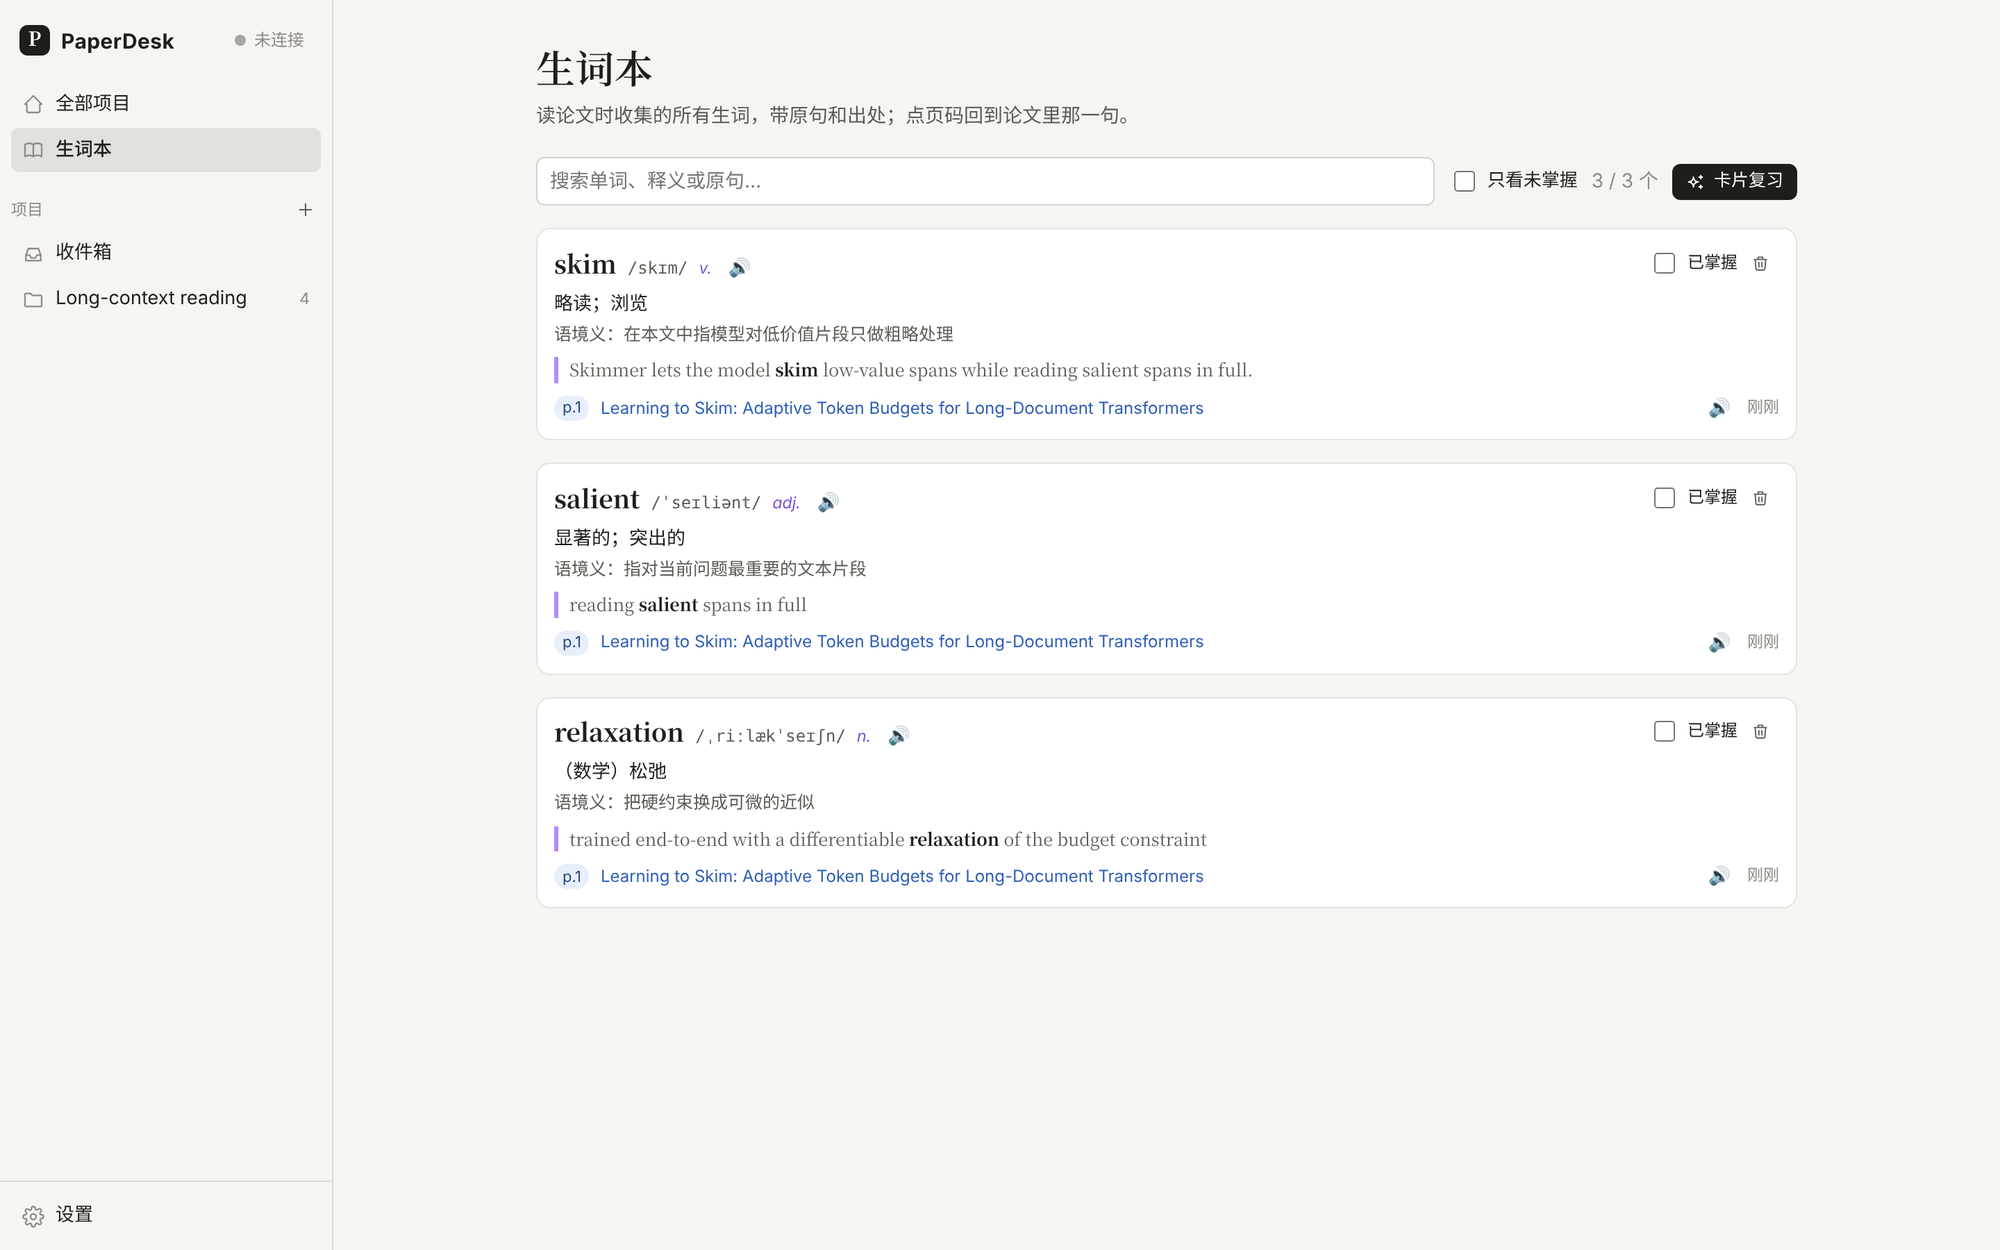 P PaperDesk 未连接
全部项目
生词本
项目
收件箱
Long-context reading 4
设置
生词本
读论文时收集的所有生词，带原句和出处；点页码回到论文里那一句。
搜索单词、释义或原句... 只看未掌握 3 / 3 个 卡片复习
skim /skɪm/ v. 已掌握
略读；浏览
语境义：在本文中指模型对低价值片段只做粗略处理
Skimmer lets the model skim low-value spans while reading salient spans in full.
p.1 Learning to Skim: Adaptive Token Budgets for Long-Document Transformers 刚刚
salient /ˈseɪliənt/ adj. 已掌握
显著的；突出的
语境义：指对当前问题最重要的文本片段
reading salient spans in full
p.1 Learning to Skim: Adaptive Token Budgets for Long-Document Transformers 刚刚
relaxation /ˌriːlækˈseɪʃn/ n. 已掌握
（数学）松弛
语境义：把硬约束换成可微的近似
trained end-to-end with a differentiable relaxation of the budget constraint
p.1 Learning to Skim: Adaptive Token Budgets for Long-Document Transformers 刚刚